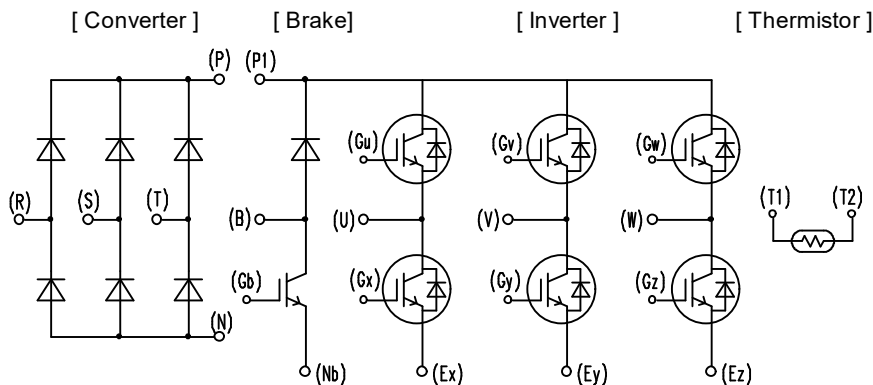 [ Converter ] [ Brake] [ Inverter ] [ Thermistor ]
(P) (P1)
(Gu) (Gv) (Gw)
(R) (S) (T) (B) (U) (V) (W) (T1) (T2)
(Gb) (Gx) (Gy) (Gz)
(N)
(Nb) (Ex) (Ey) (Ez)